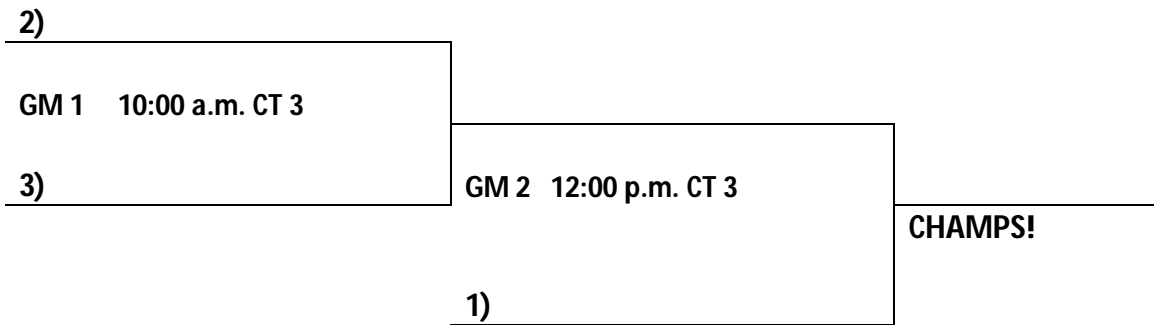 2)
GM 1 10:00 a.m. CT 3
3)
GM 2 12:00 p.m. CT 3
CHAMPS!
1)